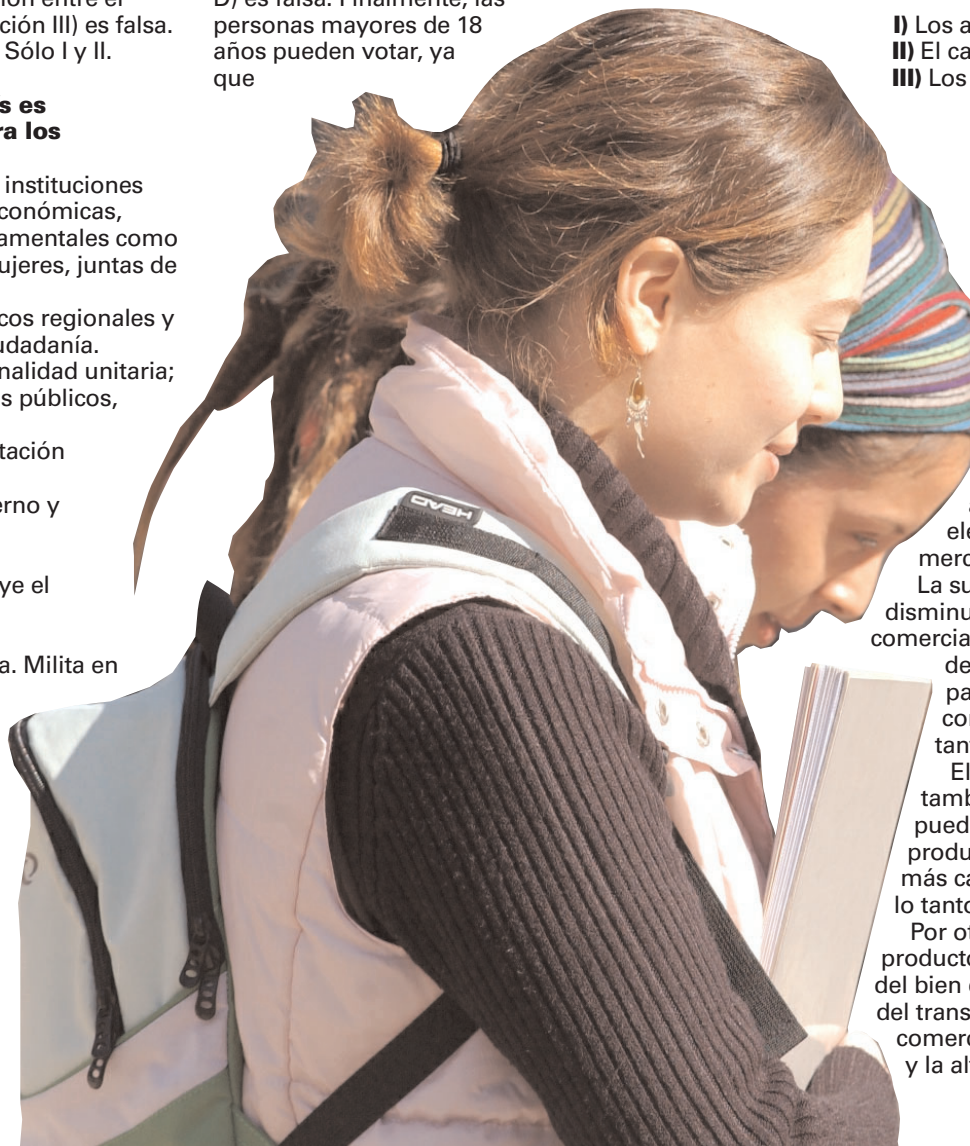 ción III) es falsa.
Sólo I y II.
s es
ra los
instituciones
conómicas,
amentales como
ujeres, juntas de
cos regionales y
udadanía.
nalidad unitaria;
s públicos,
tación
erno y
ye el
a. Milita en
D) es falsa. Finalmente, las
personas mayores de 18
años pueden votar, ya
que
I) Los a
II) El ca
III) Los
HEAD
ele
merc
La su
disminu
comercia
de
pa
co
tan
El
tamb
pued
produ
más ca
lo tanto
Por ot
producto
del bien
del trans
comerc
y la al